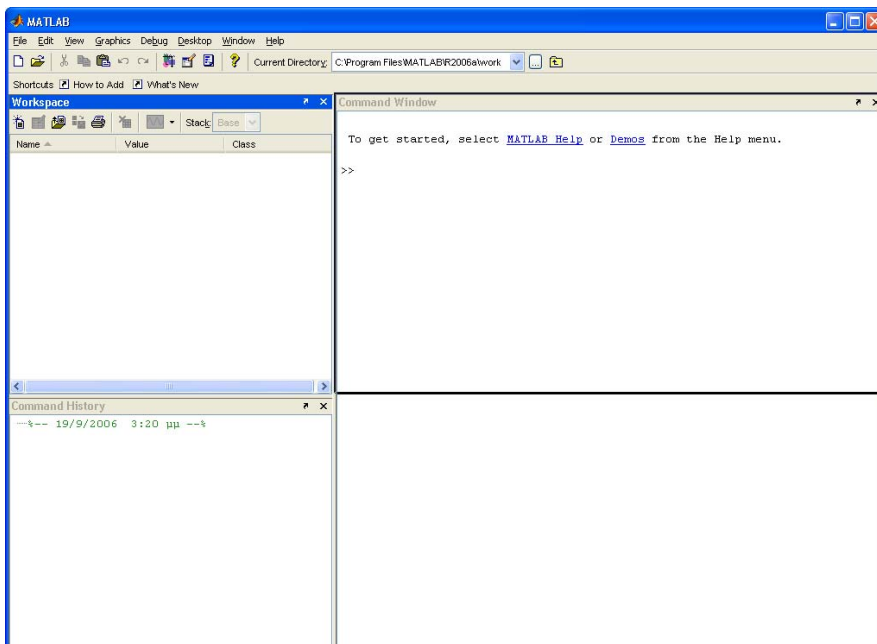 MATLAB
File Edit View Graphics Debug Desktop Window Help
Current Directory: C:\Program Files\MATLAB\R2006a\work
Shortcuts How to Add What's New
Workspace
Stack: Base
Name Value Class
Command Window
To get started, select MATLAB Help or Demos from the Help menu.
>>
Command History
%-- 19/9/2006 3:20 μμ --%